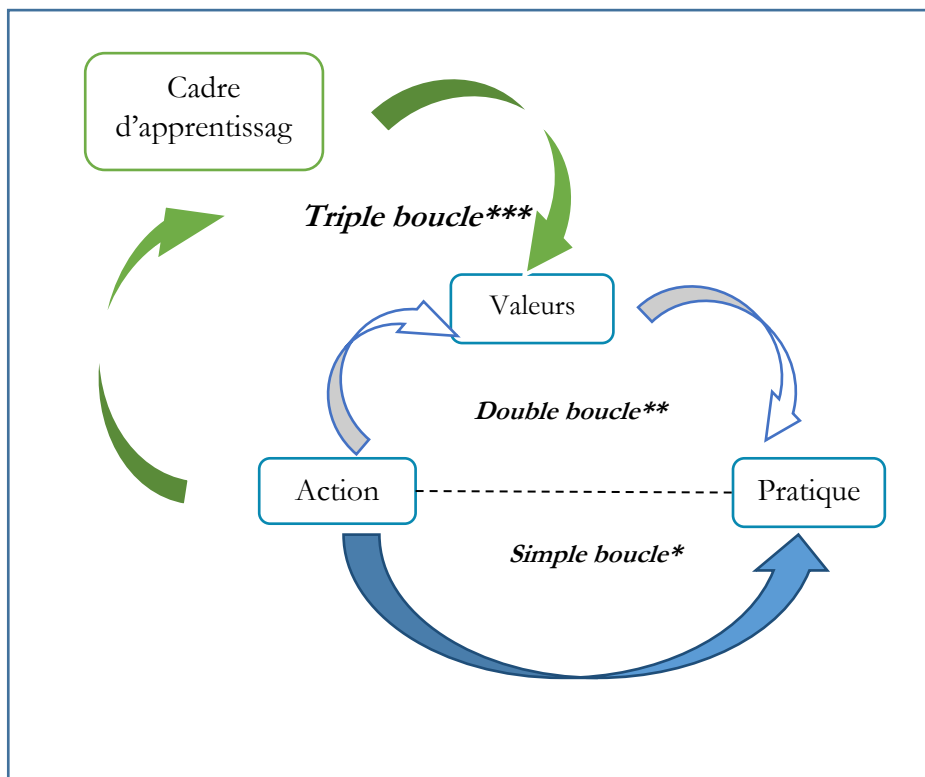 Cadre
d'apprentissag
Triple boucle***
Valeurs
Double boucle**
Action
Pratique
Simple boucle*